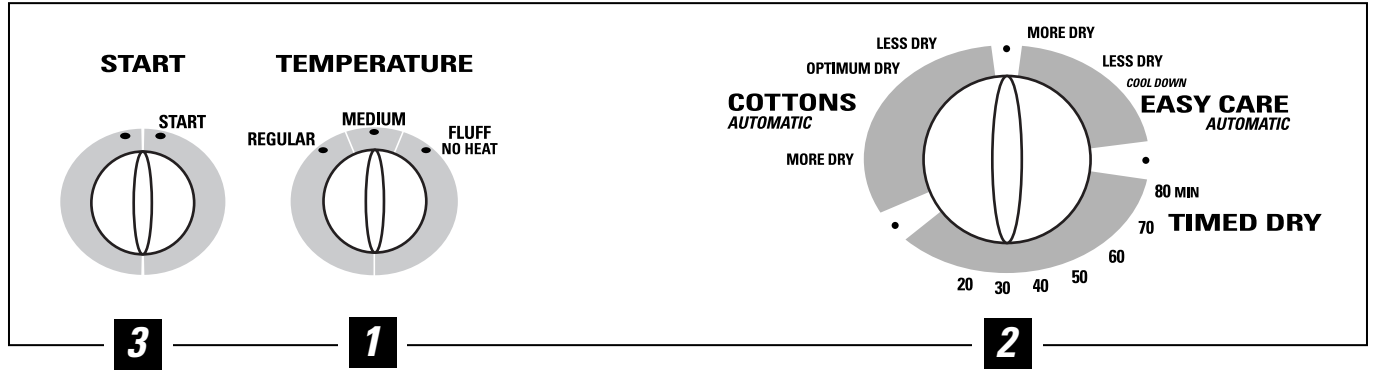 START
START
3
TEMPERATURE
REGULAR
MEDIUM
FLUFF
NO HEAT
1
COTTONS
AUTOMATIC
MORE DRY
OPTIMUM DRY
LESS DRY
MORE DRY
LESS DRY
COOL DOWN
EASY CARE
AUTOMATIC
80 MIN
70 TIMED DRY
60
50
40
30
20
2